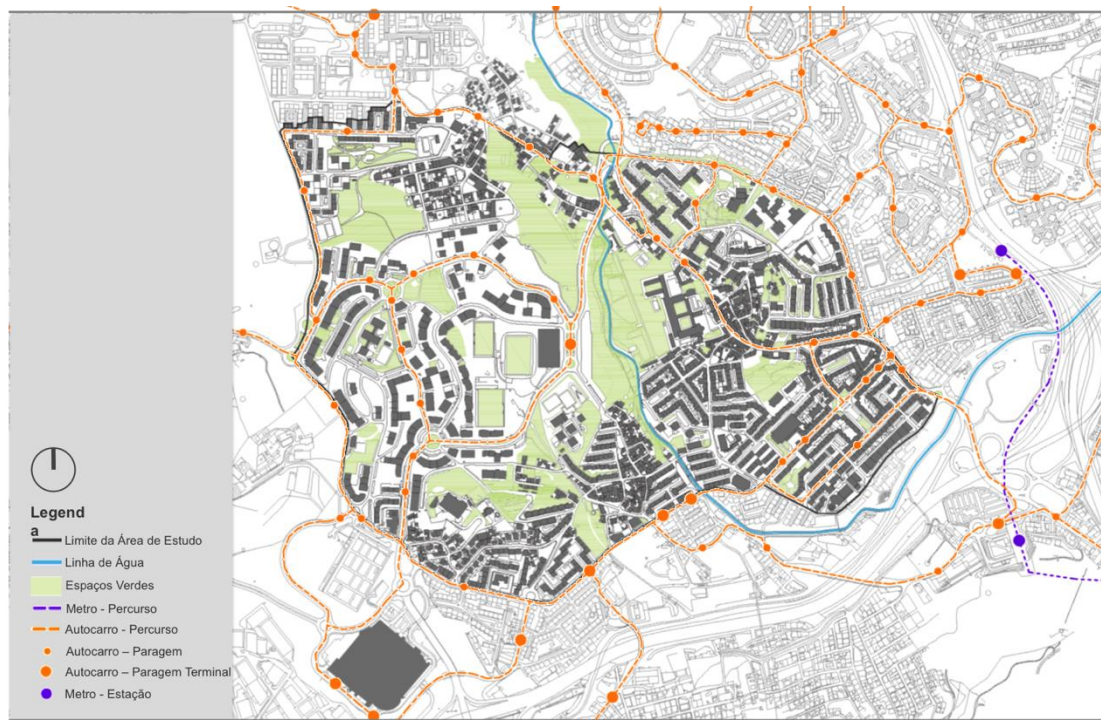 Legend
a
Limite da Área de Estudo
Linha de Água
Espaços Verdes
Metro - Percurso
Autocarro - Percurso
Autocarro – Paragem
Autocarro – Paragem Terminal
Metro - Estação